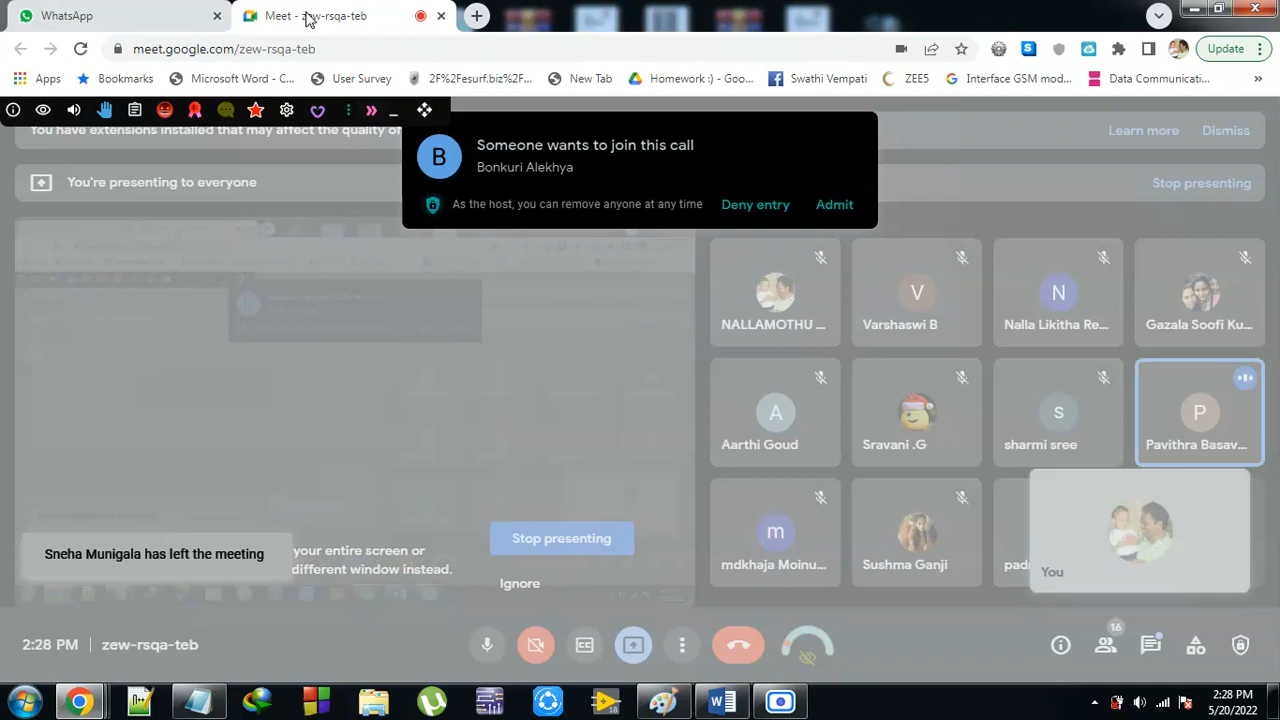 WhatsApp
Meet - zew-rsqa-teb
meet.google.com/zew-rsqa-teb
Update
Apps
Bookmarks
Microsoft Word - C...
User Survey
2F%2Fesurf.biz%2F...
New Tab
Homework :) - Goo...
Swathi Vempati
ZEE5
Interface GSM mod...
Data Communicati...
»
You have extensions installed that may affect the quality of
Learn more
Dismiss
B
Someone wants to join this call
Bonkuri Alekhya
As the host, you can remove anyone at any time
Deny entry
Admit
You're presenting to everyone
Stop presenting
NALLAMOTHU ...
V
Varshaswi B
N
Nalla Likitha Re...
Gazala Soofi Ku...
A
Aarthi Goud
Sravani .G
s
sharmi sree
P
Pavithra Basav...
m
mdkhaja Moinu...
Sushma Ganji
You
Sneha Munigala has left the meeting
your entire screen or
different window instead.
Stop presenting
Ignore
2:28 PM | zew-rsqa-teb
16
2:28 PM
5/20/2022